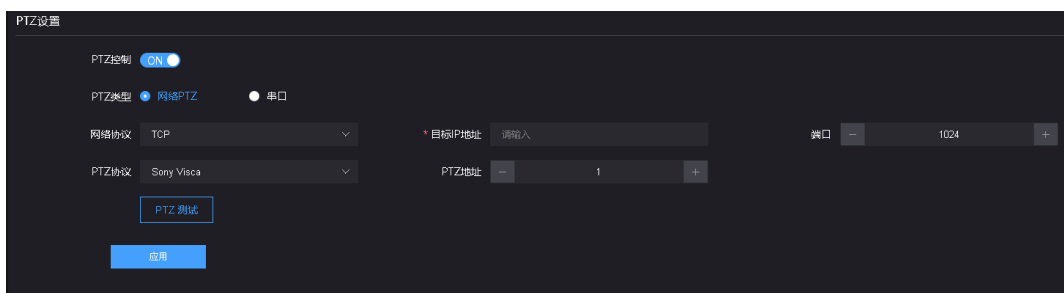 PTZ设置
PTZ控制 ON
PTZ类型 网络PTZ 串口
网络协议 TCP * 目标IP地址 请输入 端口 − 1024 +
PTZ协议 Sony Visca PTZ地址 − 1 +
PTZ 测试
应用